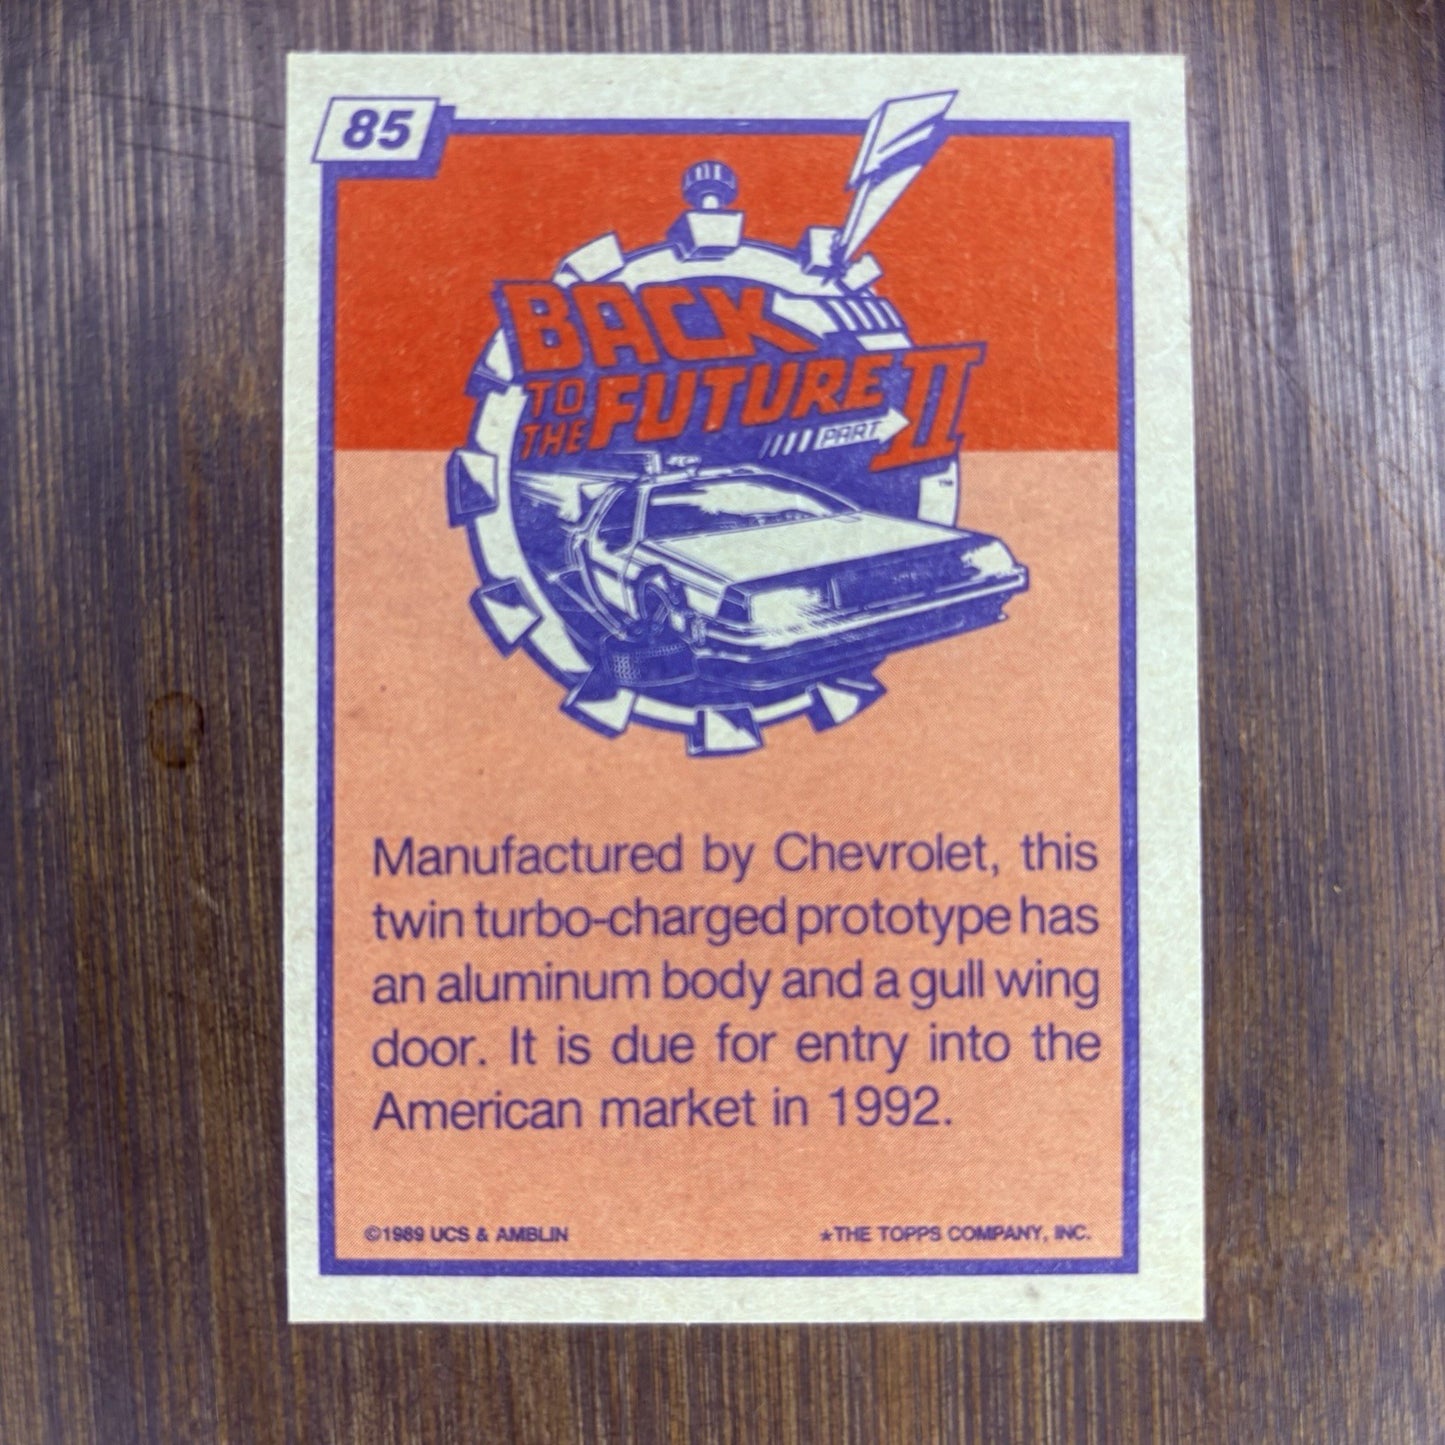 85
BACK
TO THE FUTURE II
PART
TM
Manufactured by Chevrolet, this
twin turbo-charged prototype has
an aluminum body and a gull wing
door. It is due for entry into the
American market in 1992.
©1989 UCS & AMBLIN
★THE TOPPS COMPANY, INC.